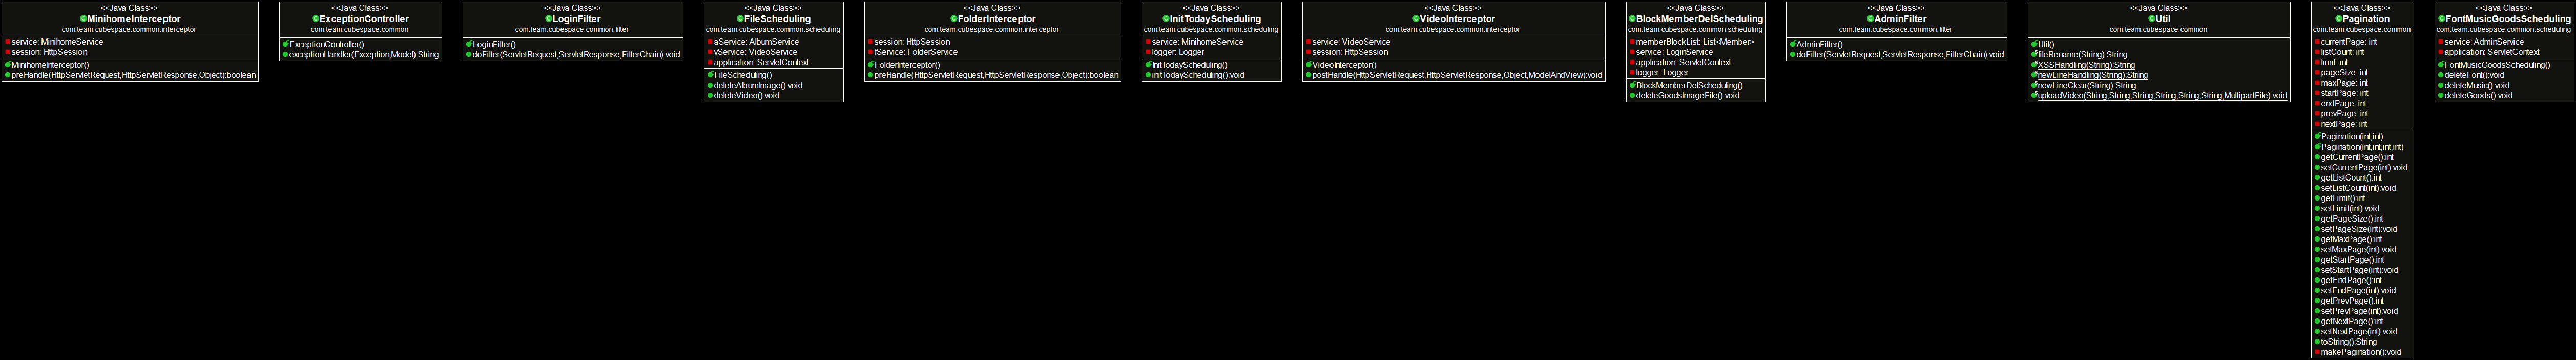 <<Java Class>>
MinihomeInterceptor
com.team.cubespace.common.interceptor
service: MinihomeService
session: HttpSession
MinihomeInterceptor()
preHandle(HttpServletRequest,HttpServletResponse,Object):boolean
<<Java Class>>
ExceptionController
com.team.cubespace.common
ExceptionController()
exceptionHandler(Exception,Model):String
<<Java Class>>
LoginFilter
com.team.cubespace.common.filter
LoginFilter()
doFilter(ServletRequest,ServletResponse,FilterChain):void
<<Java Class>>
FileScheduling
com.team.cubespace.common.scheduling
aService: AlbumService
vService: VideoService
application: ServletContext
FileScheduling()
deleteAlbumImage():void
deleteVideo():void
<<Java Class>>
FolderInterceptor
com.team.cubespace.common.interceptor
session: HttpSession
fService: FolderService
FolderInterceptor()
preHandle(HttpServletRequest,HttpServletResponse,Object):boolean
<<Java Class>>
InitTodayScheduling
com.team.cubespace.common.scheduling
service: MinihomeService
logger: Logger
InitTodayScheduling()
initTodayScheduling():void
<<Java Class>>
VideoInterceptor
com.team.cubespace.common.interceptor
service: VideoService
session: HttpSession
VideoInterceptor()
postHandle(HttpServletRequest,HttpServletResponse,Object,ModelAndView):void
<<Java Class>>
BlockMemberDelScheduling
com.team.cubespace.common.scheduling
memberBlockList: List<Member>
service: LoginService
application: ServletContext
logger: Logger
BlockMemberDelScheduling()
deleteGoodsImageFile():void
<<Java Class>>
AdminFilter
com.team.cubespace.common.filter
AdminFilter()
doFilter(ServletRequest,ServletResponse,FilterChain):void
<<Java Class>>
Util
com.team.cubespace.common
Util()
fileRename(String):String
XSSHandling(String):String
newLineHandling(String):String
newLineClear(String):String
uploadVideo(String,String,String,String,String,String,MultipartFile):void
<<Java Class>>
Pagination
com.team.cubespace.common
currentPage: int
listCount: int
limit: int
pageSize: int
maxPage: int
startPage: int
endPage: int
prevPage: int
nextPage: int
Pagination(int,int)
Pagination(int,int,int,int)
getCurrentPage():int
setCurrentPage(int):void
getListCount():int
setListCount(int):void
getLimit():int
setLimit(int):void
getPageSize():int
setPageSize(int):void
getMaxPage():int
setMaxPage(int):void
getStartPage():int
setStartPage(int):void
getEndPage():int
setEndPage(int):void
getPrevPage():int
setPrevPage(int):void
getNextPage():int
setNextPage(int):void
toString():String
makePagination():void
<<Java Class>>
FontMusicGoodsScheduling
com.team.cubespace.common.scheduling
service: AdminService
application: ServletContext
FontMusicGoodsScheduling()
deleteFont():void
deleteMusic():void
deleteGoods():void